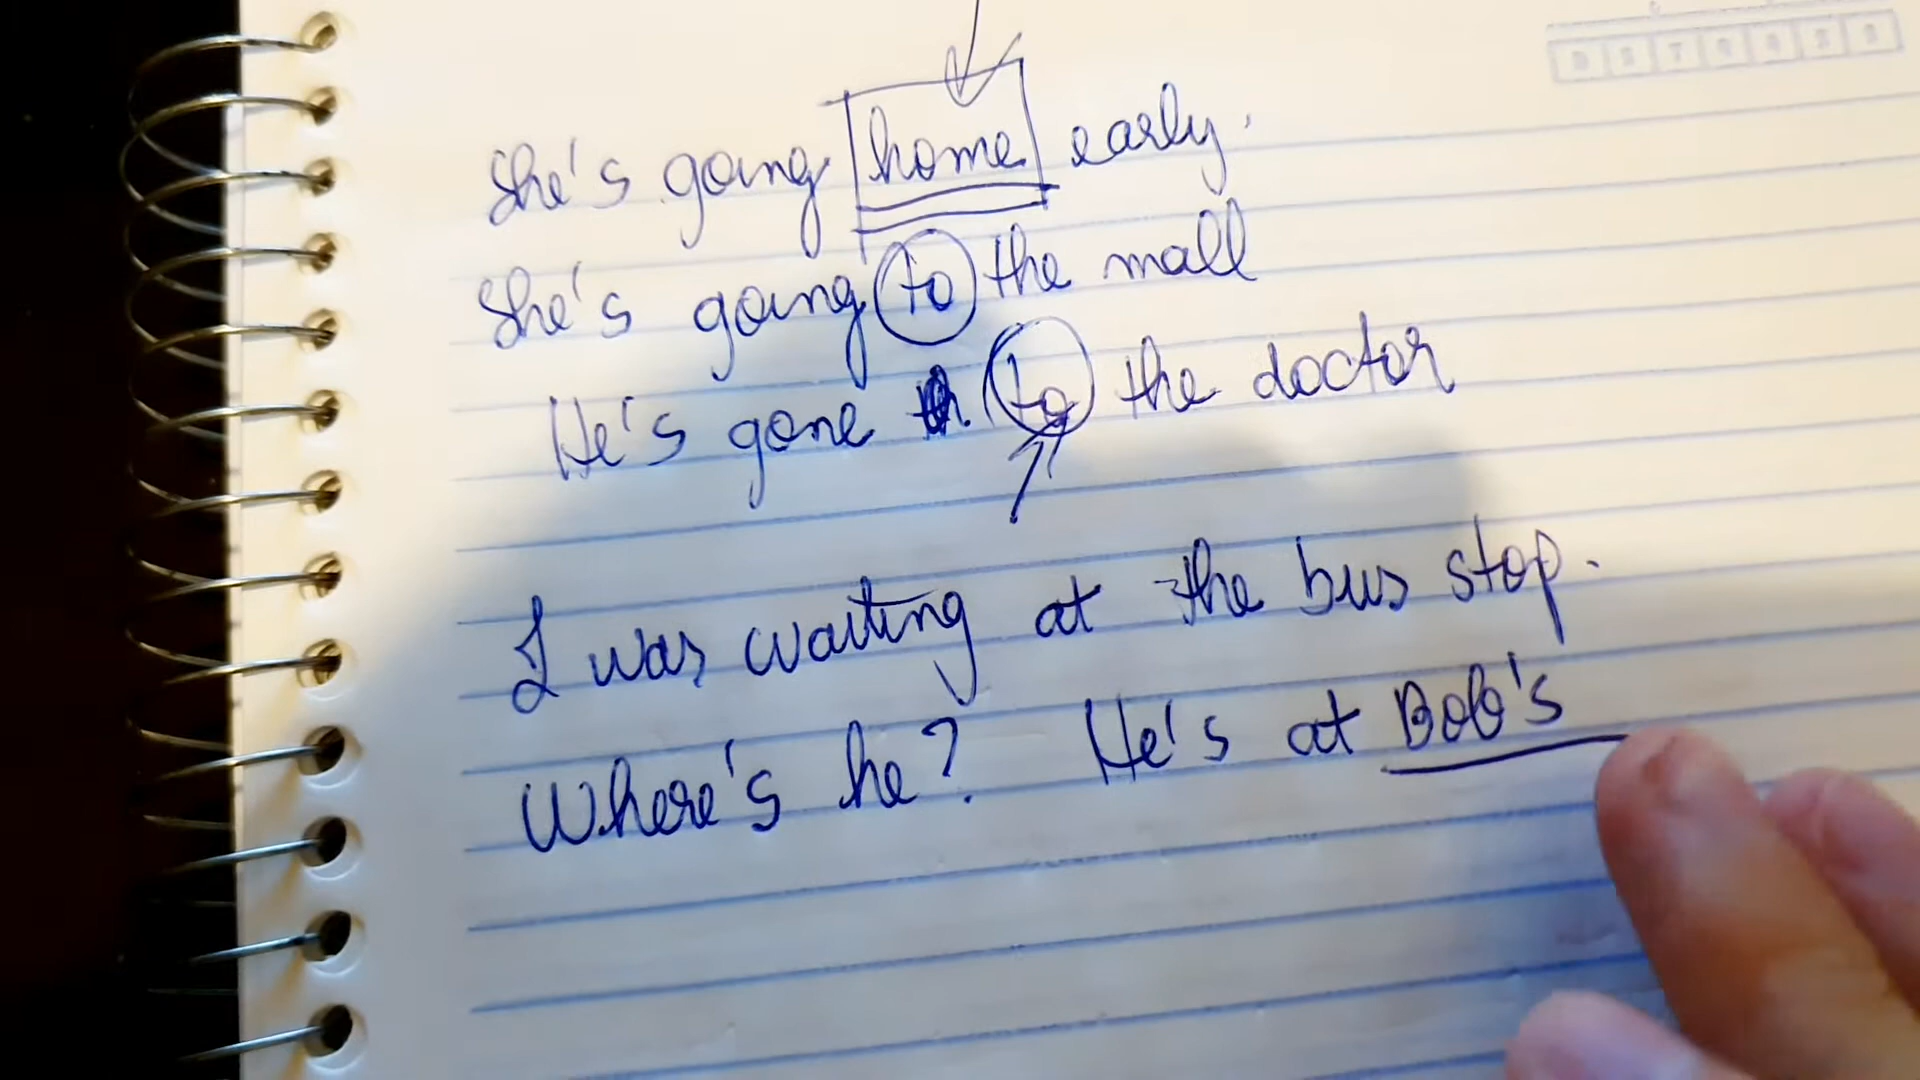 She's going home early.
She's going to the mall
He's gone to the doctor
I was waiting at the bus stop.
Where's he? He's at Bob's